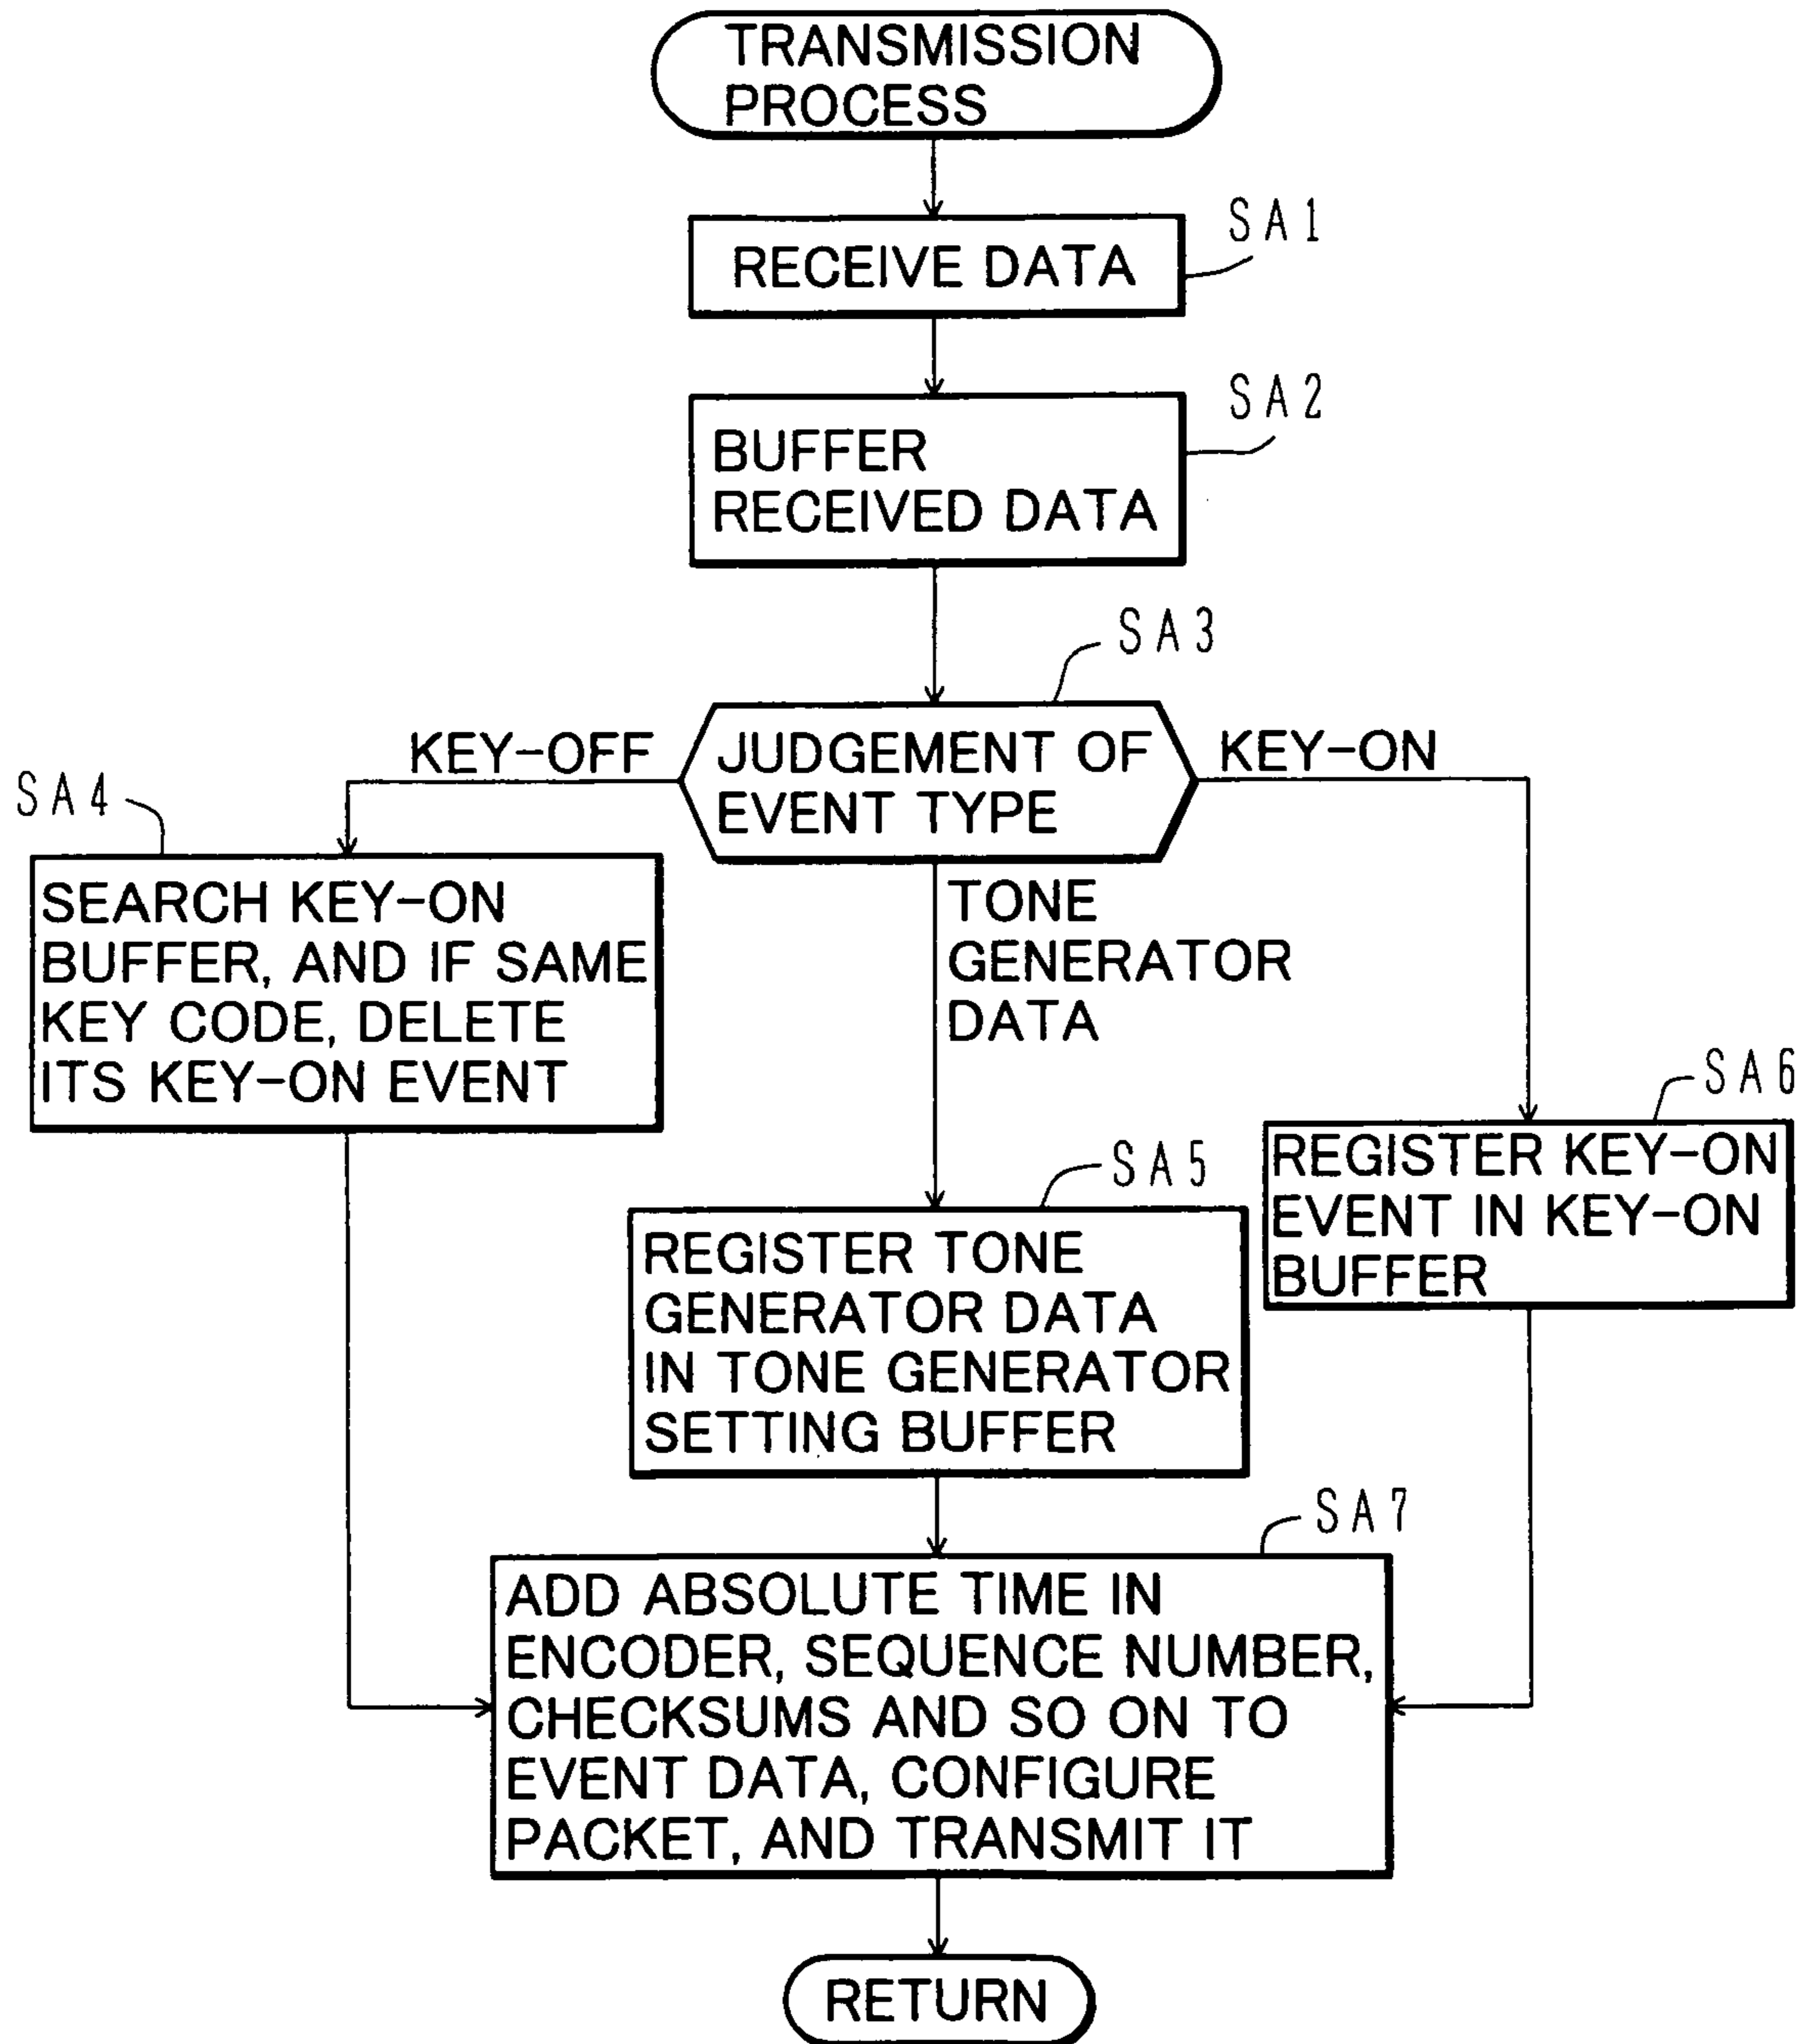 TRANSMISSION
PROCESS
SA1
RECEIVE DATA
SA2
BUFFER
RECEIVED DATA
SA3
KEY-OFF
JUDGEMENT OF
EVENT TYPE
KEY-ON
SA4
SEARCH KEY-ON
BUFFER, AND IF SAME
KEY CODE, DELETE
ITS KEY-ON EVENT
TONE
GENERATOR
DATA
SA6
REGISTER KEY-ON
EVENT IN KEY-ON
BUFFER
SA5
REGISTER TONE
GENERATOR DATA
IN TONE GENERATOR
SETTING BUFFER
SA7
ADD ABSOLUTE TIME IN
ENCODER, SEQUENCE NUMBER,
CHECKSUMS AND SO ON TO
EVENT DATA, CONFIGURE
PACKET, AND TRANSMIT IT
RETURN